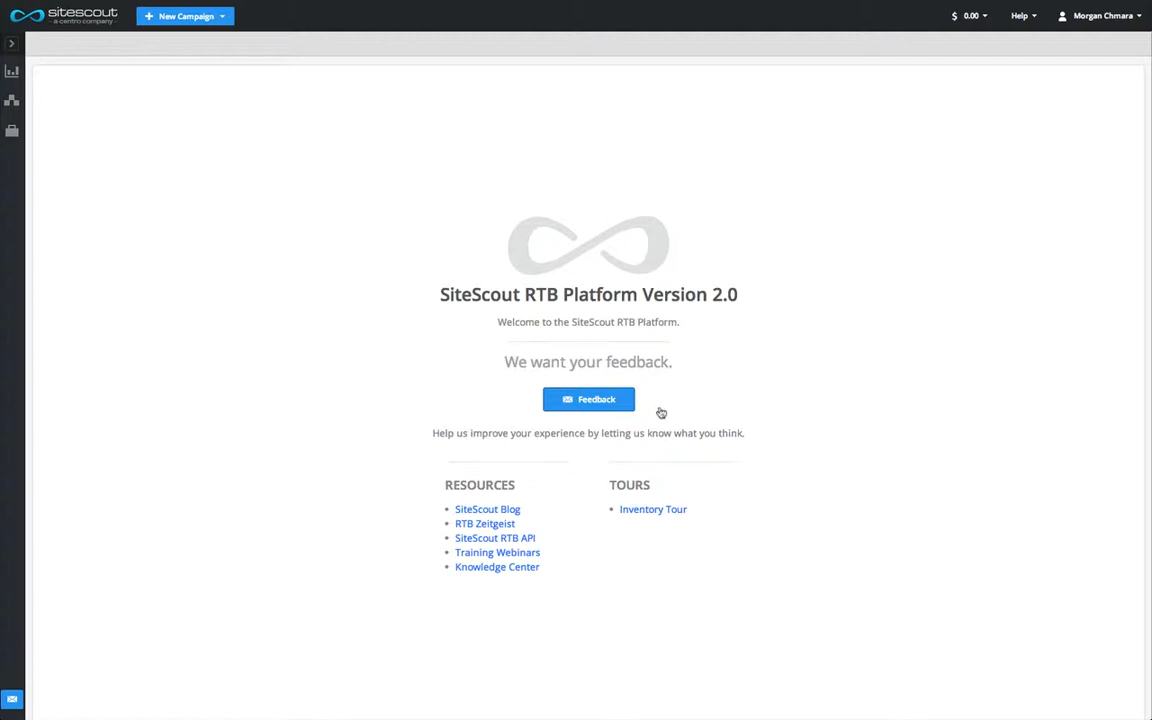 sitescout
a centro company
New Campaign
$ 0.00
Help
Morgan Chmara
SiteScout RTB Platform Version 2.0
Welcome to the SiteScout RTB Platform.
We want your feedback.
Feedback
Help us improve your experience by letting us know what you think.
RESOURCES
• SiteScout Blog
• RTB Zeitgeist
• SiteScout RTB API
• Training Webinars
• Knowledge Center
TOURS
• Inventory Tour